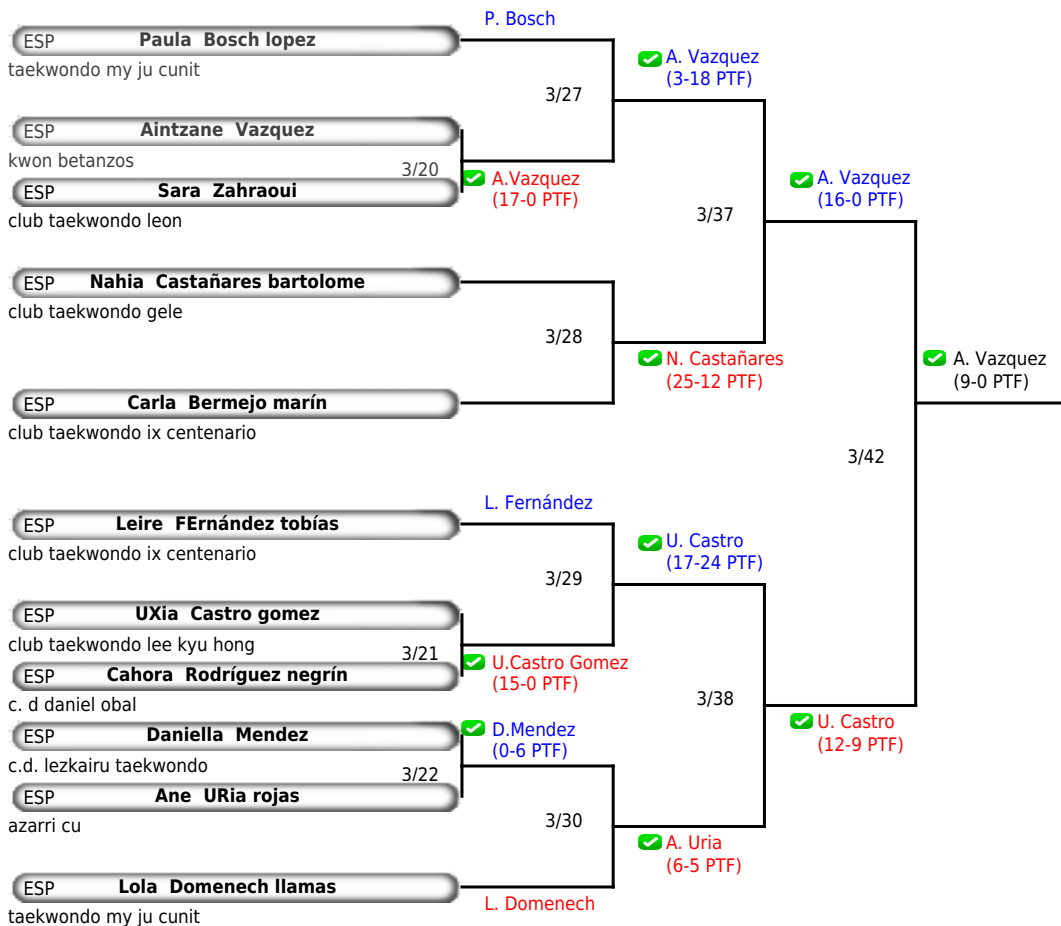 P. Bosch
ESP Paula Bosch lopez
taekwondo my ju cunit
A. Vazquez
(3-18 PTF)
3/27
ESP Aintzane Vazquez
kwon betanzos
3/20
A.Vazquez
(17-0 PTF)
ESP Sara Zahraoui
club taekwondo leon
A. Vazquez
(16-0 PTF)
3/37
ESP Nahia Castañares bartolome
club taekwondo gele
3/28
N. Castañares
(25-12 PTF)
A. Vazquez
(9-0 PTF)
ESP Carla Bermejo marín
club taekwondo ix centenario
3/42
L. Fernández
ESP Leire FErnández tobías
club taekwondo ix centenario
U. Castro
(17-24 PTF)
3/29
ESP UXia Castro gomez
club taekwondo lee kyu hong
3/21
U.Castro Gomez
(15-0 PTF)
ESP Cahora Rodríguez negrín
c. d daniel obal
3/38
U. Castro
(12-9 PTF)
ESP Daniella Mendez
c.d. lezkairu taekwondo
D.Mendez
(0-6 PTF)
3/22
ESP Ane URia rojas
azarri cu
3/30
A. Uria
(6-5 PTF)
ESP Lola Domenech llamas
taekwondo my ju cunit
L. Domenech